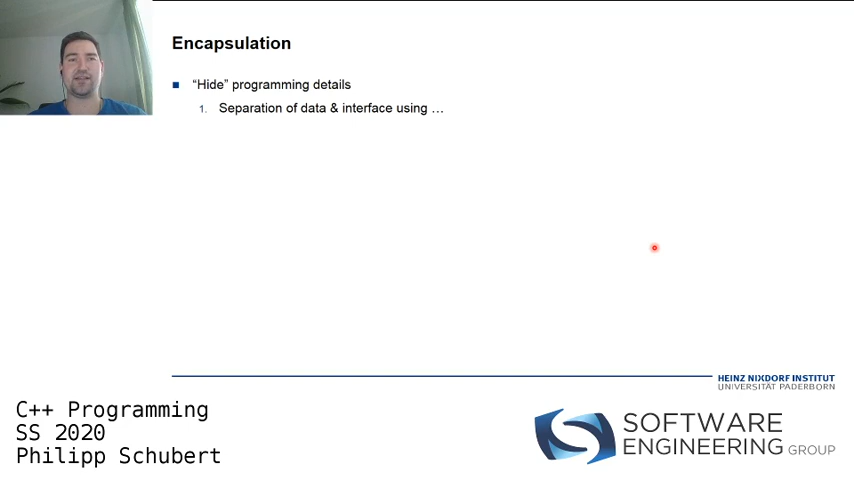 Encapsulation
“Hide” programming details
1. Separation of data & interface using …
HEINZ NIXDORF INSTITUT
UNIVERSITÄT PADERBORN
C++ Programming
SS 2020
Philipp Schubert
SOFTWARE
ENGINEERING GROUP